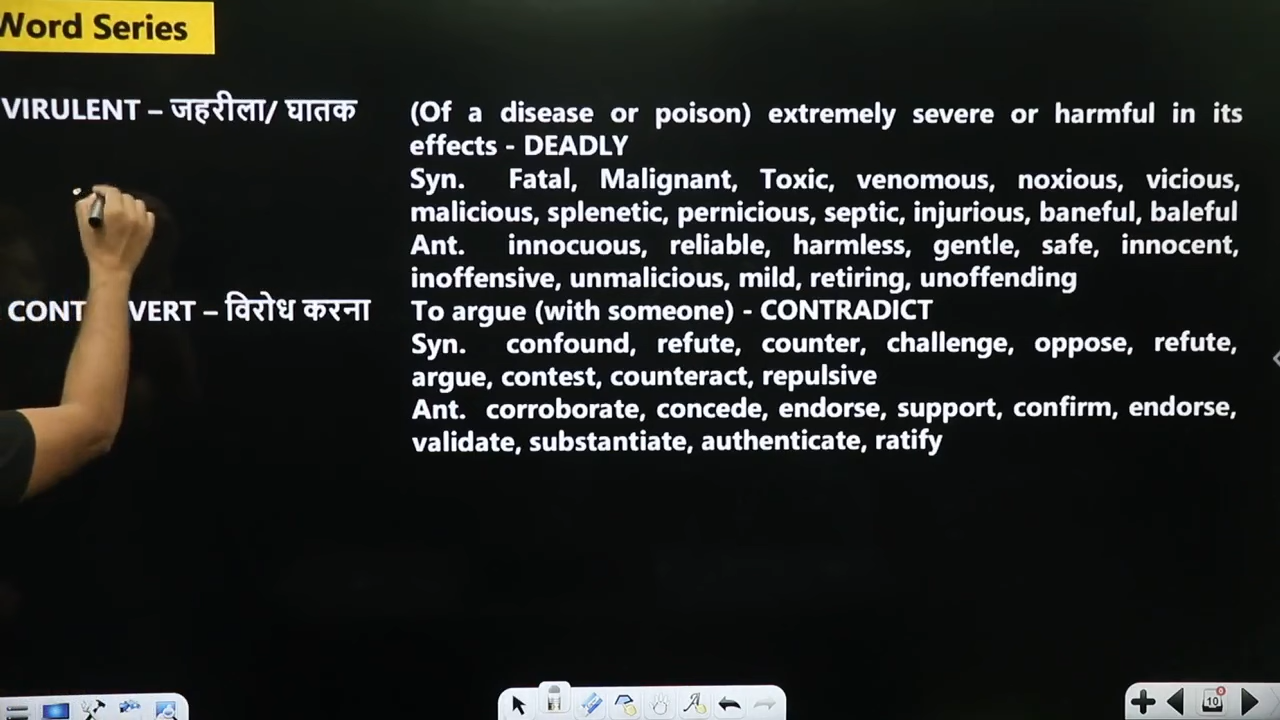 Word Series
VIRULENT – जहरीला/ घातक
(Of a disease or poison) extremely severe or harmful in its
effects - DEADLY
Syn. Fatal, Malignant, Toxic, venomous, noxious, vicious,
malicious, splenetic, pernicious, septic, injurious, baneful, baleful
Ant. innocuous, reliable, harmless, gentle, safe, innocent,
inoffensive, unmalicious, mild, retiring, unoffending
CONT VERT – विरोध करना
To argue (with someone) - CONTRADICT
Syn. confound, refute, counter, challenge, oppose, refute,
argue, contest, counteract, repulsive
Ant. corroborate, concede, endorse, support, confirm, endorse,
validate, substantiate, authenticate, ratify
10